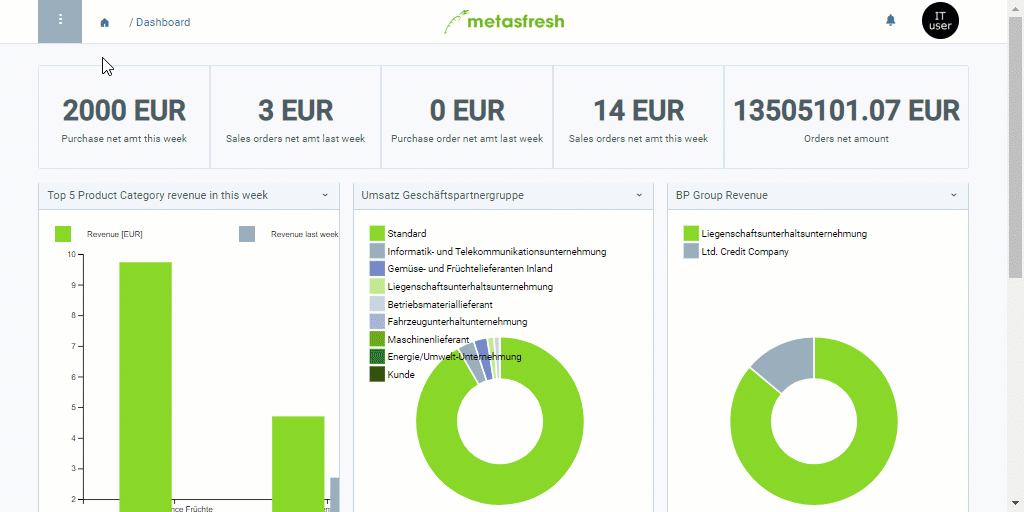 / Dashboard
metasfresh
IT
user
2000 EUR
Purchase net amt this week
3 EUR
Sales orders net amt last week
0 EUR
Purchase order net amt last week
14 EUR
Sales orders net amt this week
13505101.07 EUR
Orders net amount
Top 5 Product Category revenue in this week
Revenue [EUR]
Revenue last week
10
9
8
7
6
5
4
3
2
nce Früchte
Umsatz Geschäftspartnergruppe
Standard
Informatik- und Telekommunikationsunternehmung
Gemüse- und Früchtelieferanten Inland
Liegenschaftsunterhaltsunternehmung
Betriebsmateriallieferant
Fahrzeugunterhaltunternehmung
Maschinenlieferant
Energie/Umwelt-Unternehmung
Kunde
BP Group Revenue
Liegenschaftsunterhaltsunternehmung
Ltd. Credit Company